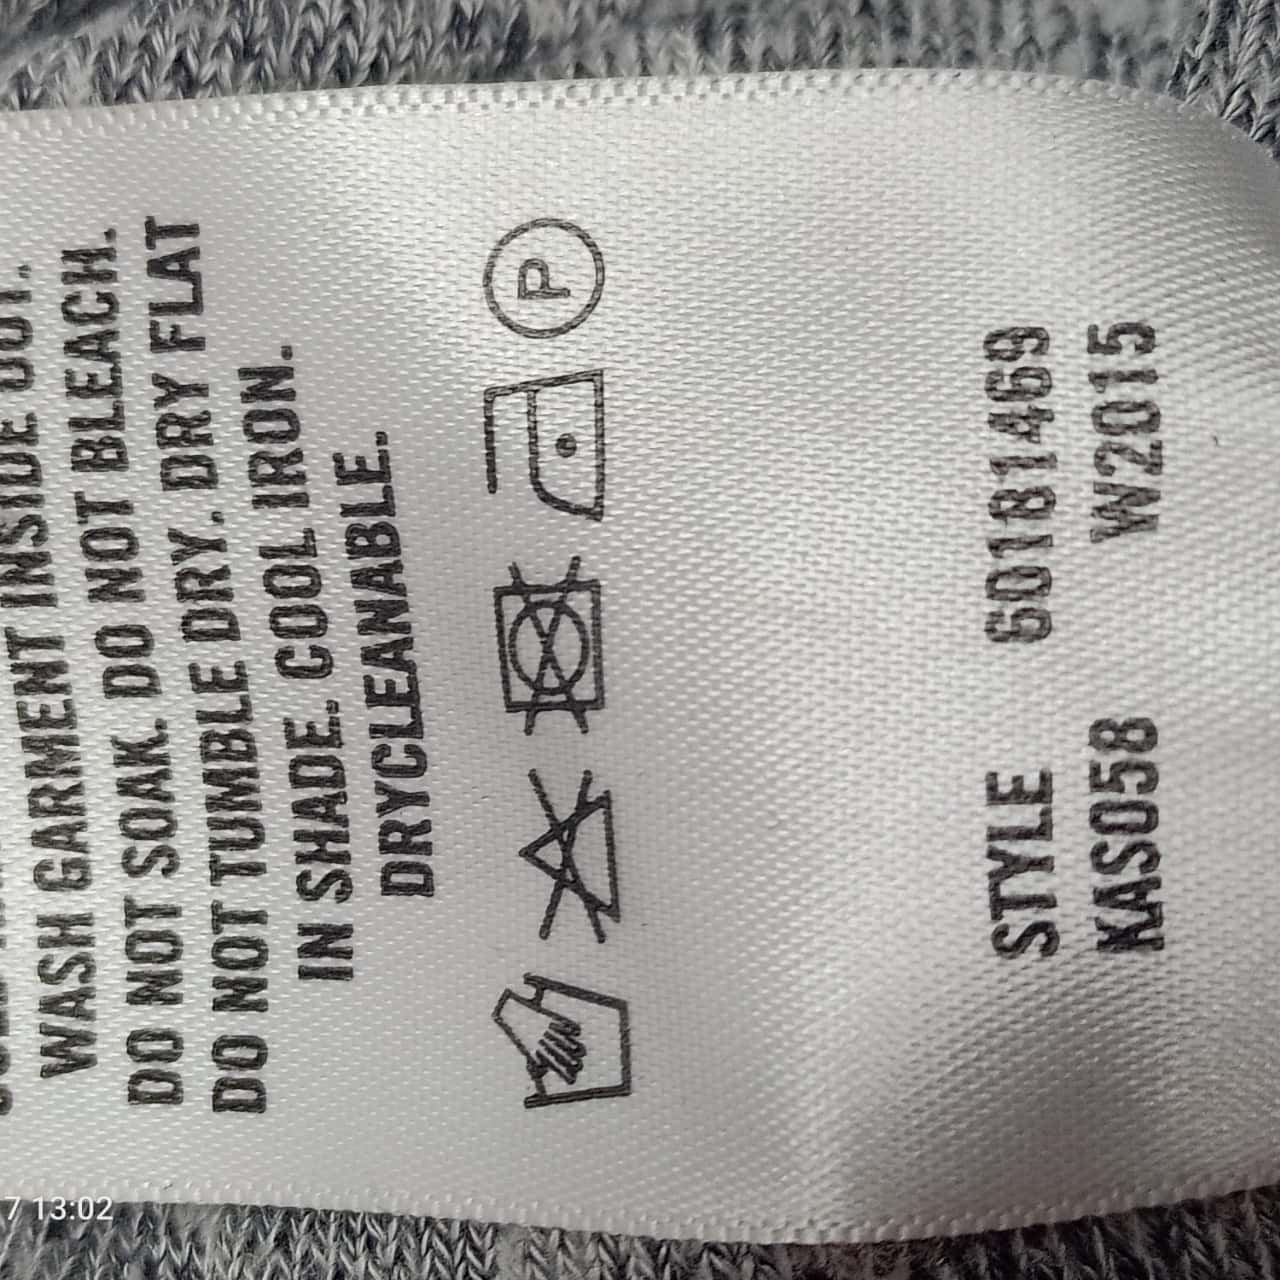 WASH GARMENT INSIDE OUT.
DO NOT SOAK. DO NOT BLEACH.
DO NOT TUMBLE DRY. DRY FLAT
IN SHADE. COOL IRON.
DRYCLEANABLE.
P
STYLE 60181469
KAS058 W2015
7 13:02